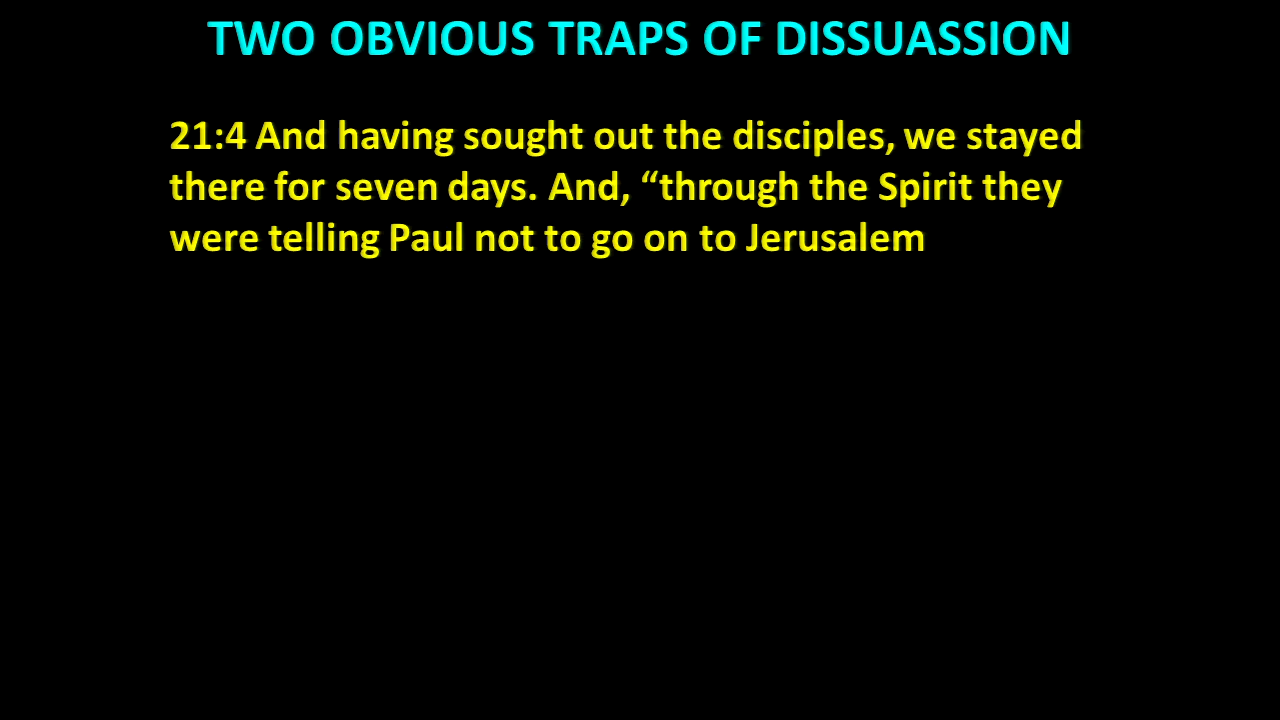 TWO OBVIOUS TRAPS OF DISSUASSION
21:4 And having sought out the disciples, we stayed
there for seven days. And, “through the Spirit they
were telling Paul not to go on to Jerusalem